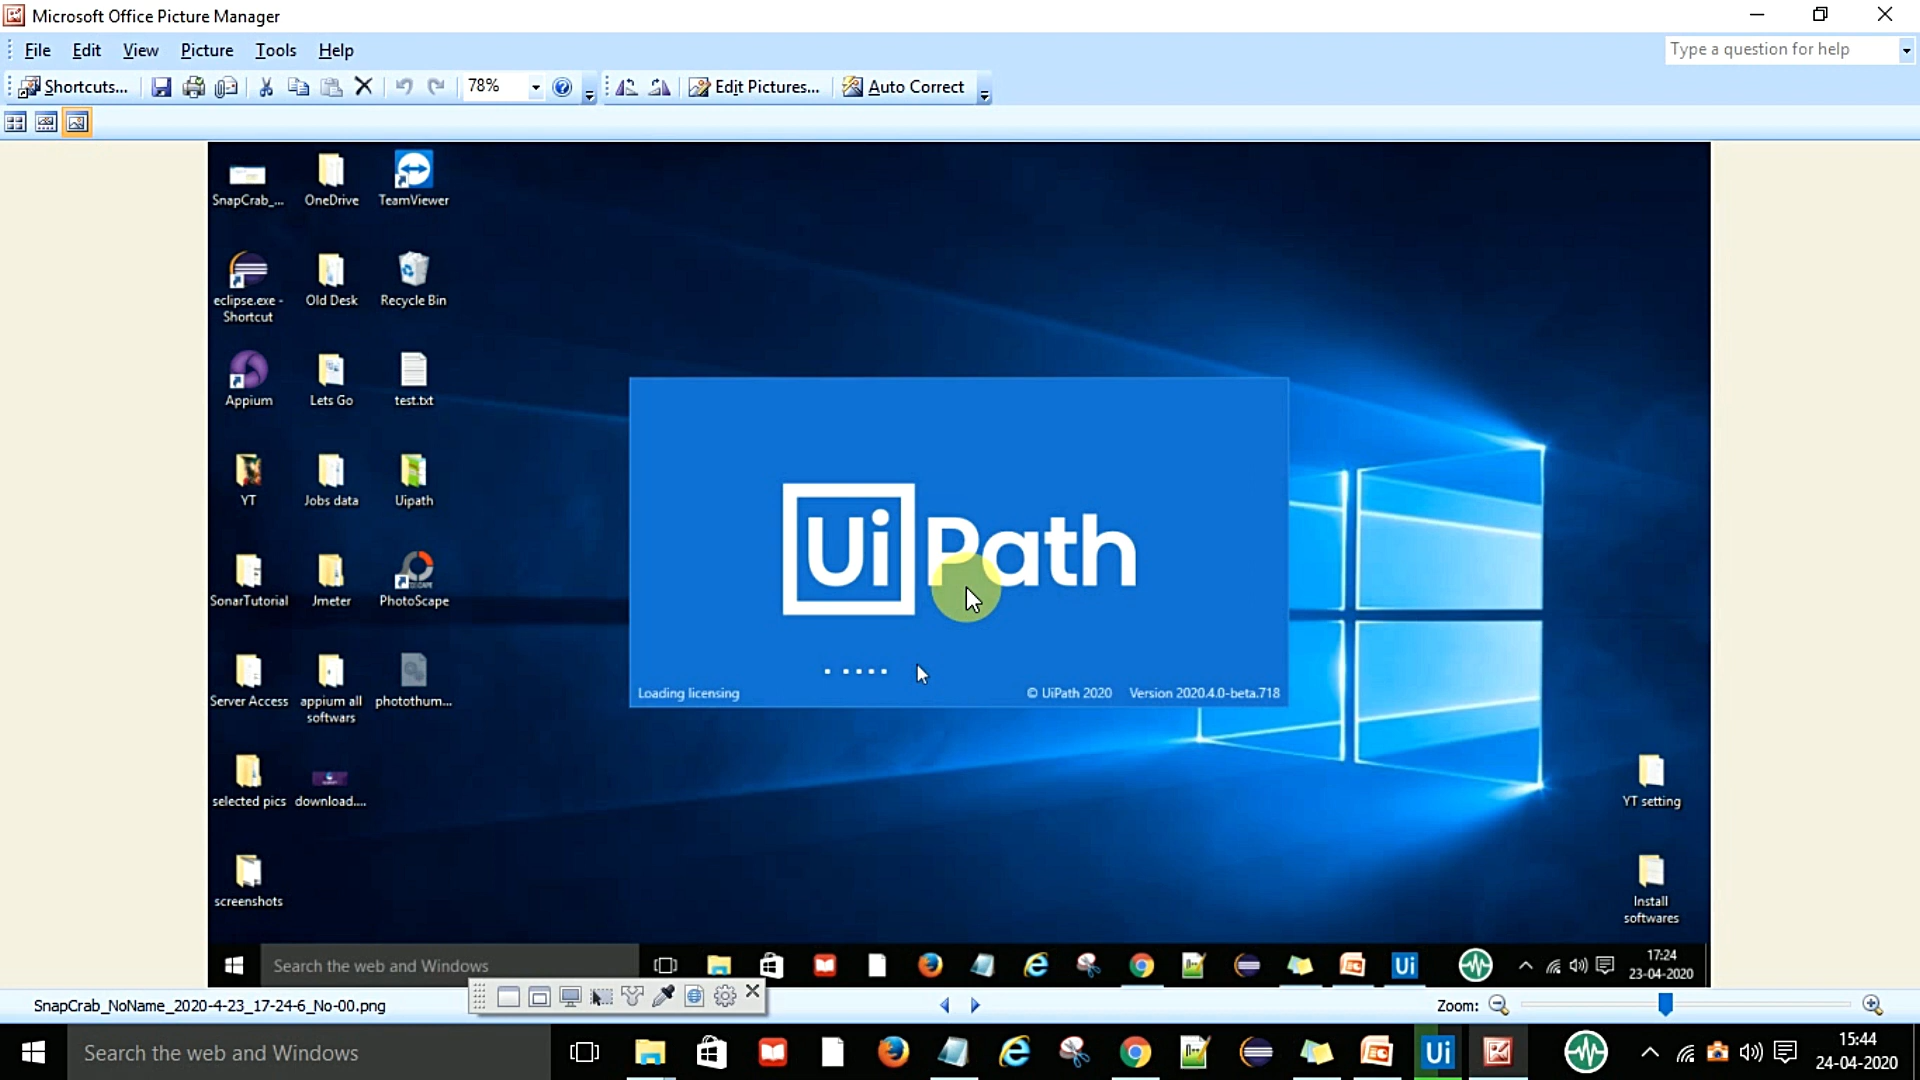 Microsoft Office Picture Manager
File Edit View Picture Tools Help
Type a question for help
Shortcuts... 78% Edit Pictures... Auto Correct
SnapCrab_... OneDrive TeamViewer
eclipse.exe - Shortcut Old Desk Recycle Bin
Appium Lets Go test.txt
YT Jobs data Uipath
SonarTutorial Jmeter PhotoScape
Server Access appium all softwars photothum...
selected pics download....
screenshots
UiPath
Loading licensing © UiPath 2020 Version 2020.4.0-beta.718
YT setting
Install softwares
Search the web and Windows Ui 17:24
23-04-2020
SnapCrab_NoName_2020-4-23_17-24-6_No-00.png Zoom:
Search the web and Windows Ui 15:44
24-04-2020